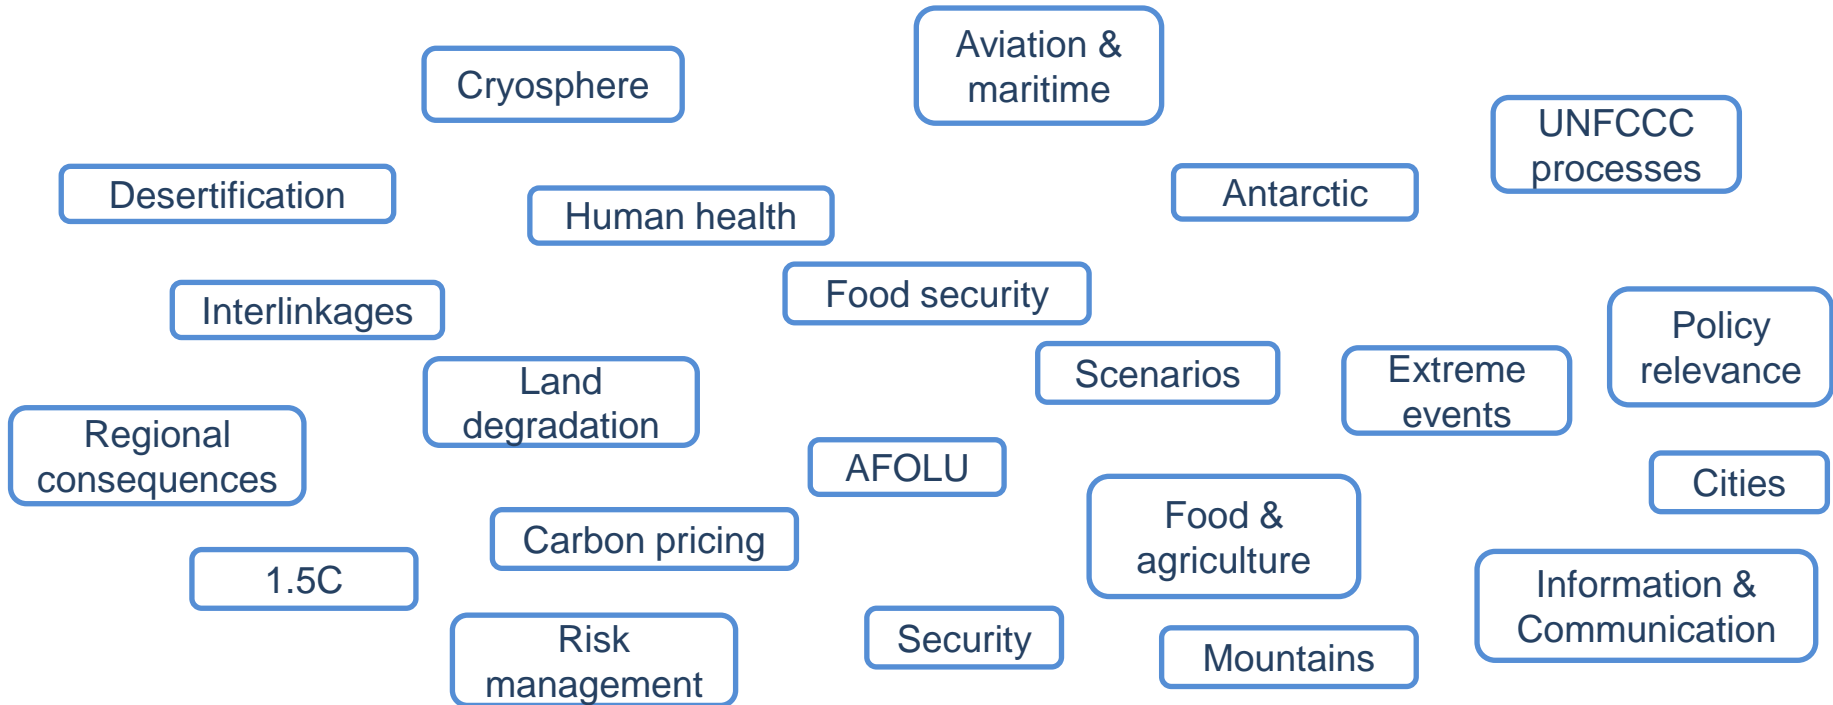 Aviation &
maritime
Cryosphere
UNFCCC
processes
Desertification
Human health
Antarctic
Interlinkages
Food security
Policy
relevance
Land
degradation
Scenarios
Extreme
events
Regional
consequences
AFOLU
Cities
Carbon pricing
Food &
agriculture
1.5C
Information &
Communication
Risk
management
Security
Mountains